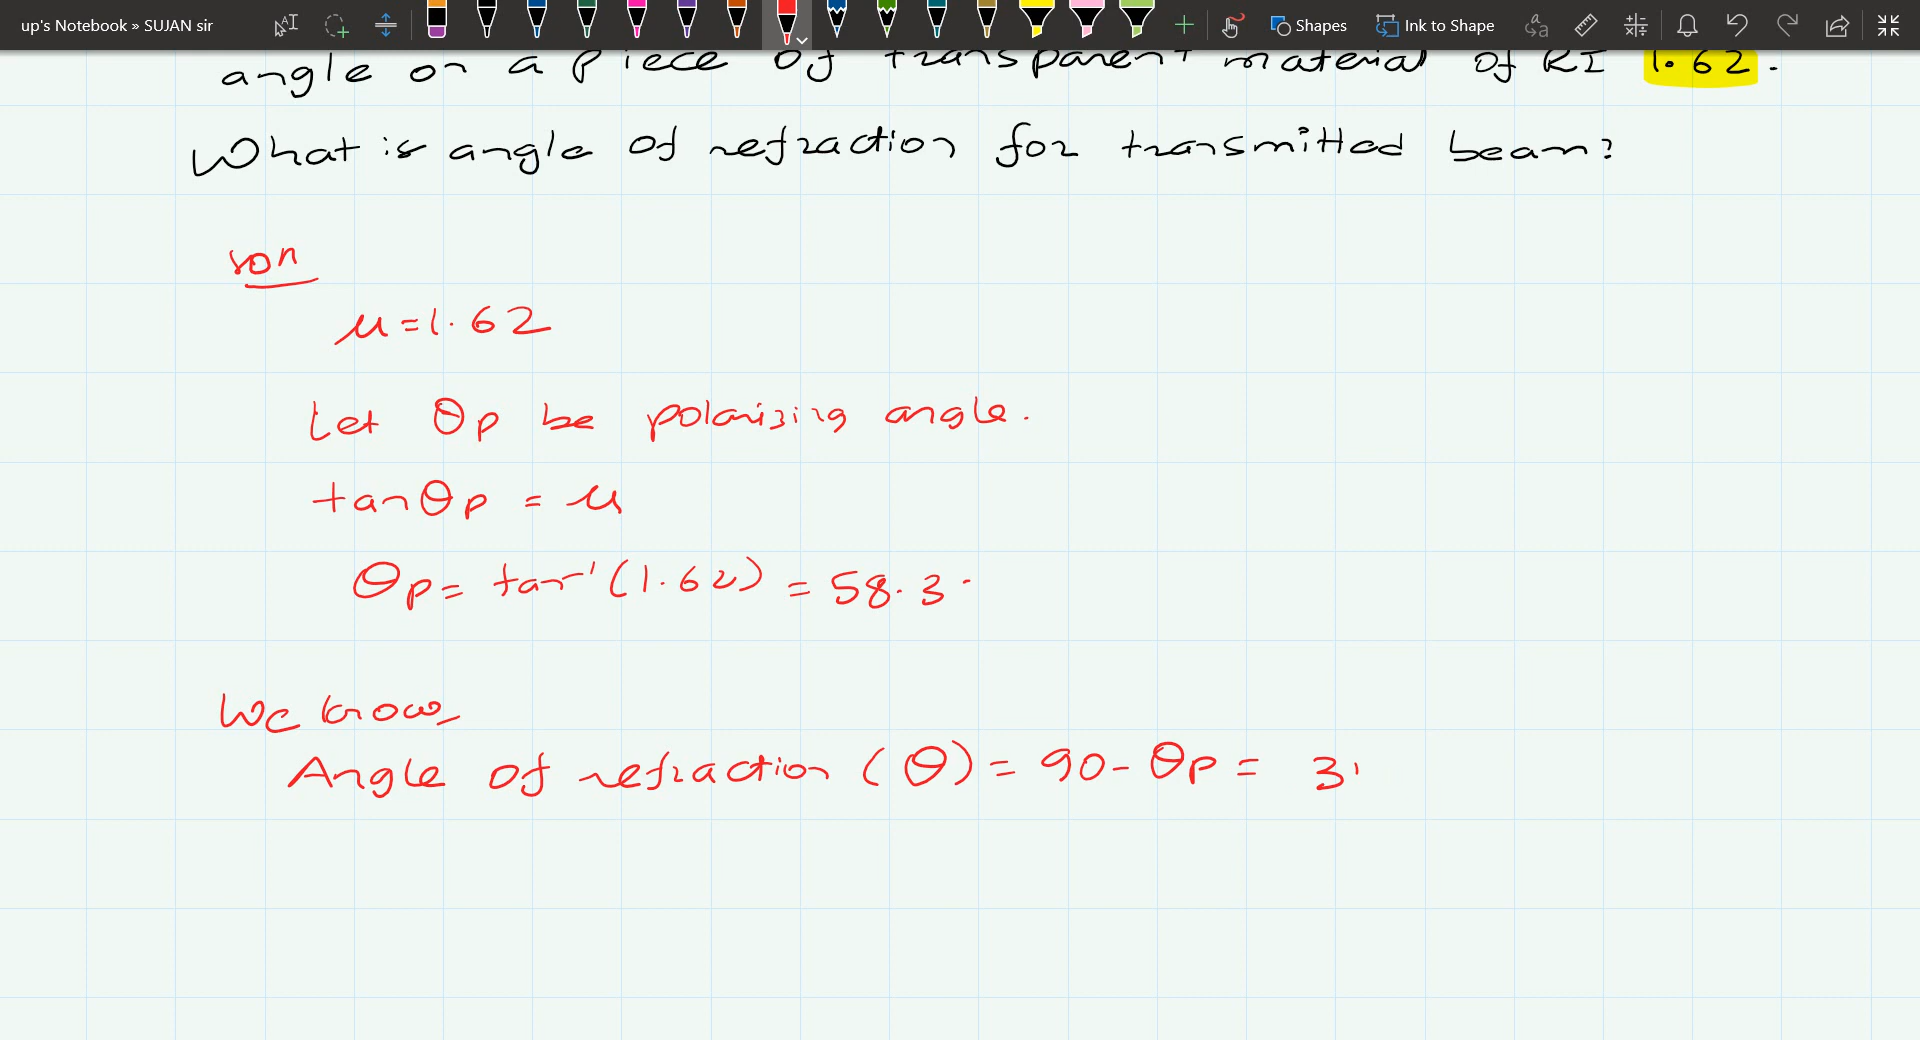 up's Notebook » SUJAN sir Shapes Ink to Shape
angle on a piece of transparent material of RI 1.62.
What is angle of refraction for transmitted beam?
son
μ=1.62
Let θp be polarizing angle.
tanθp = μ
θp = tan⁻¹(1.62) = 58.3°
We know
Angle of refraction (θ) = 90 - θp = 3